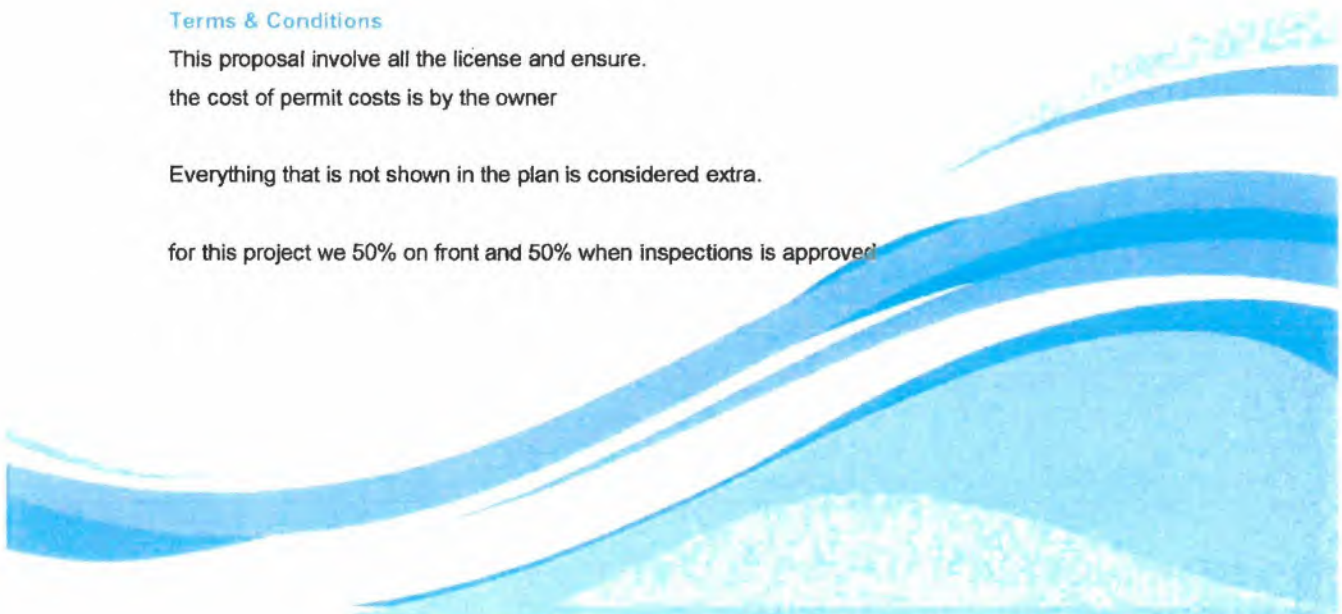 Terms & Conditions
This proposal involve all the license and ensure.
the cost of permit costs is by the owner
Everything that is not shown in the plan is considered extra.
for this project we 50% on front and 50% when inspections is approved